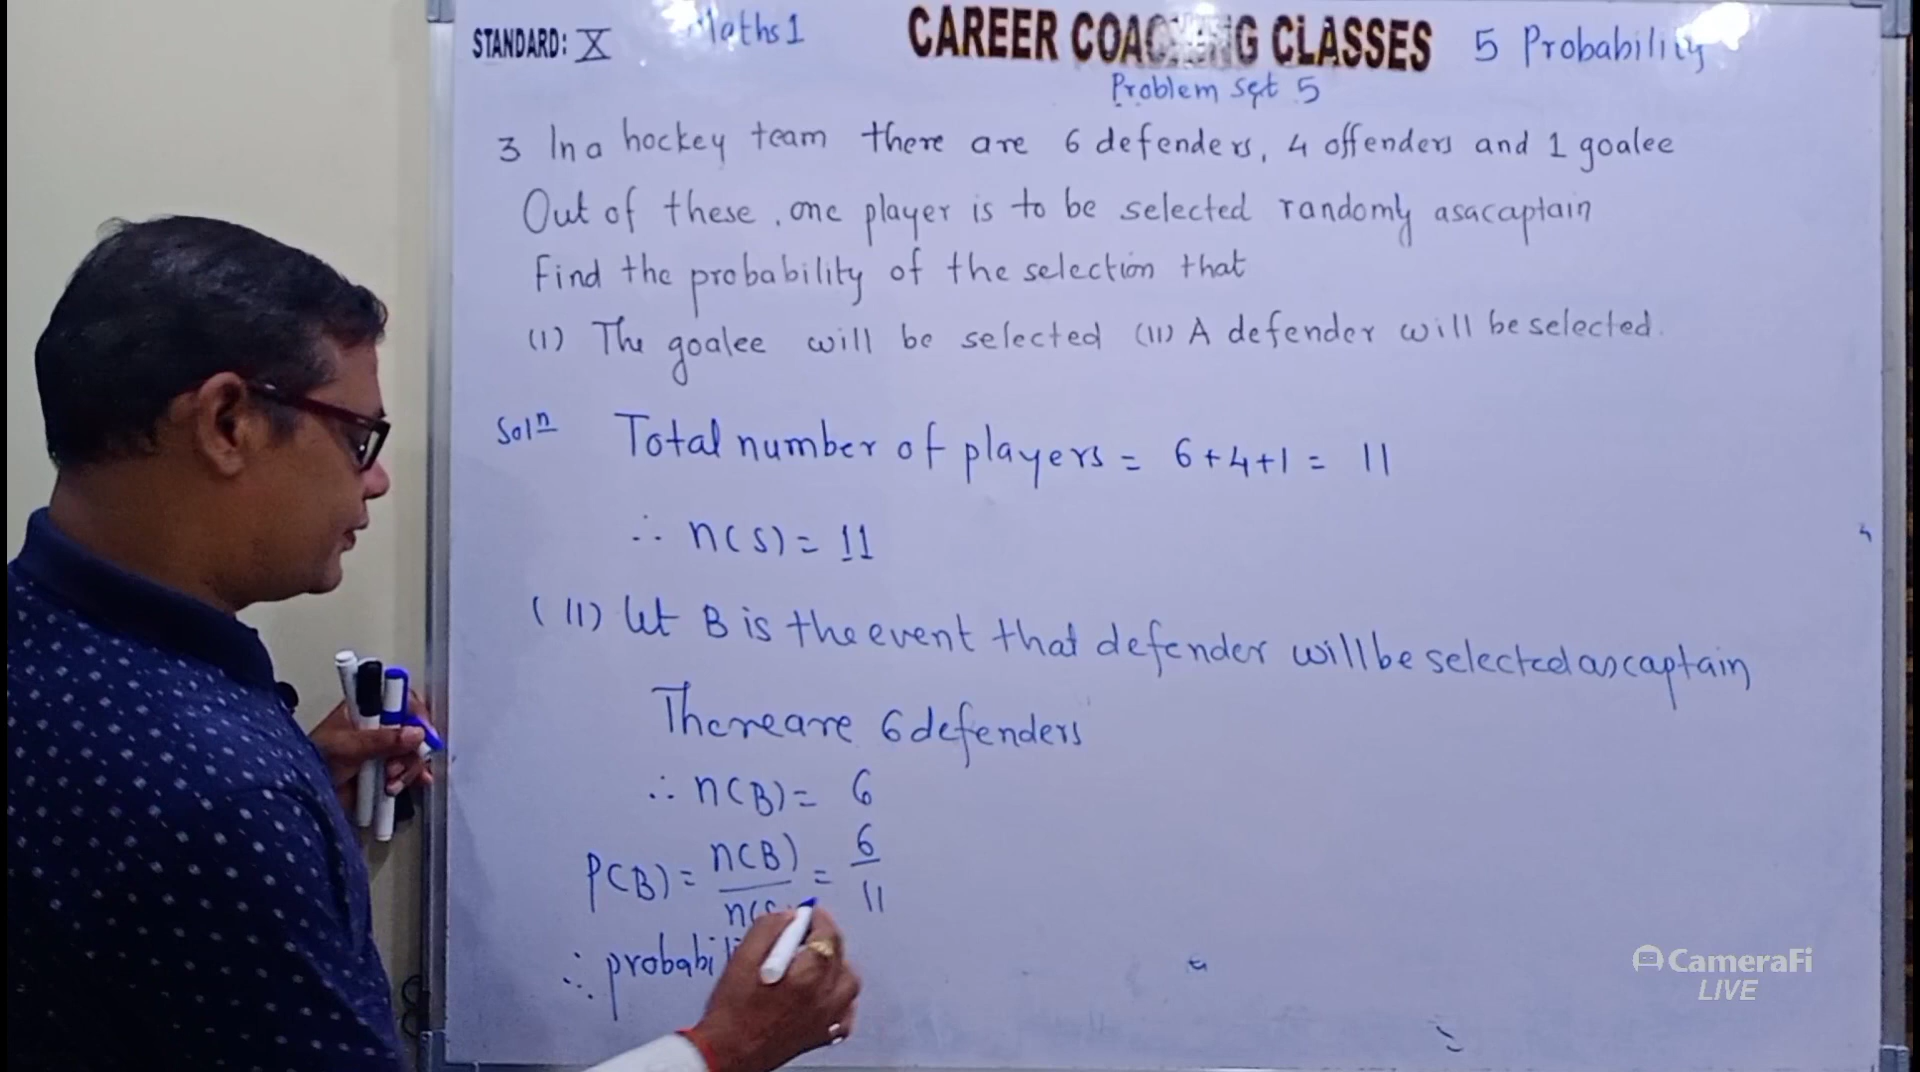 STANDARD: X Maths 1 CAREER COACHING CLASSES 5 Probability
Problem set 5
3 In a hockey team there are 6 defenders, 4 offenders and 1 goalee
Out of these, one player is to be selected randomly as a captain
Find the probability of the selection that
(I) The goalee will be selected (II) A defender will be selected.
Solⁿ Total number of players = 6+4+1 = 11
∴ n(S) = 11
(II) let B is the event that defender will be selected as captain
There are 6 defenders
∴ n(B) = 6
P(B) = n(B)/n(S = 6/11
∴ probabili
CameraFi
LIVE